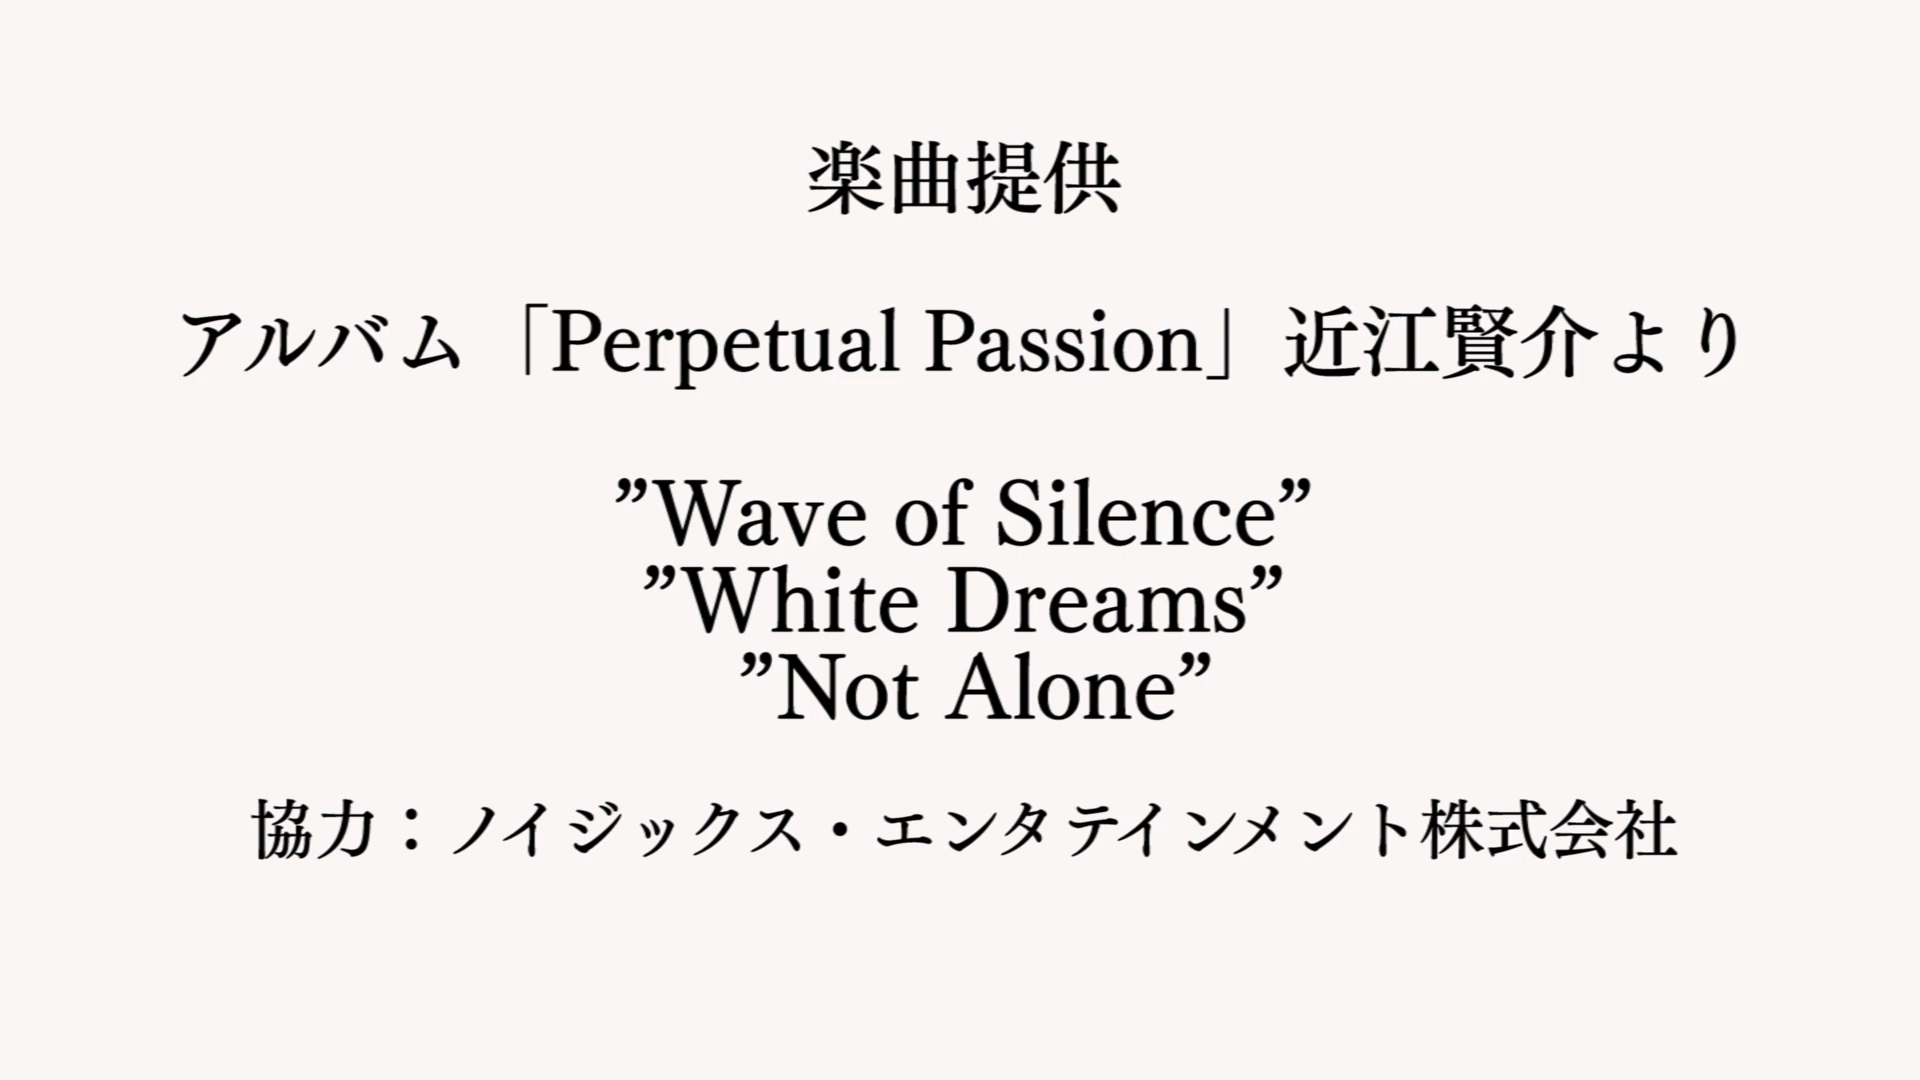 楽曲提供
アルバム「Perpetual Passion」近江賢介より
”Wave of Silence”
”White Dreams”
”Not Alone”
協力：ノイジックス・エンタテインメント株式会社